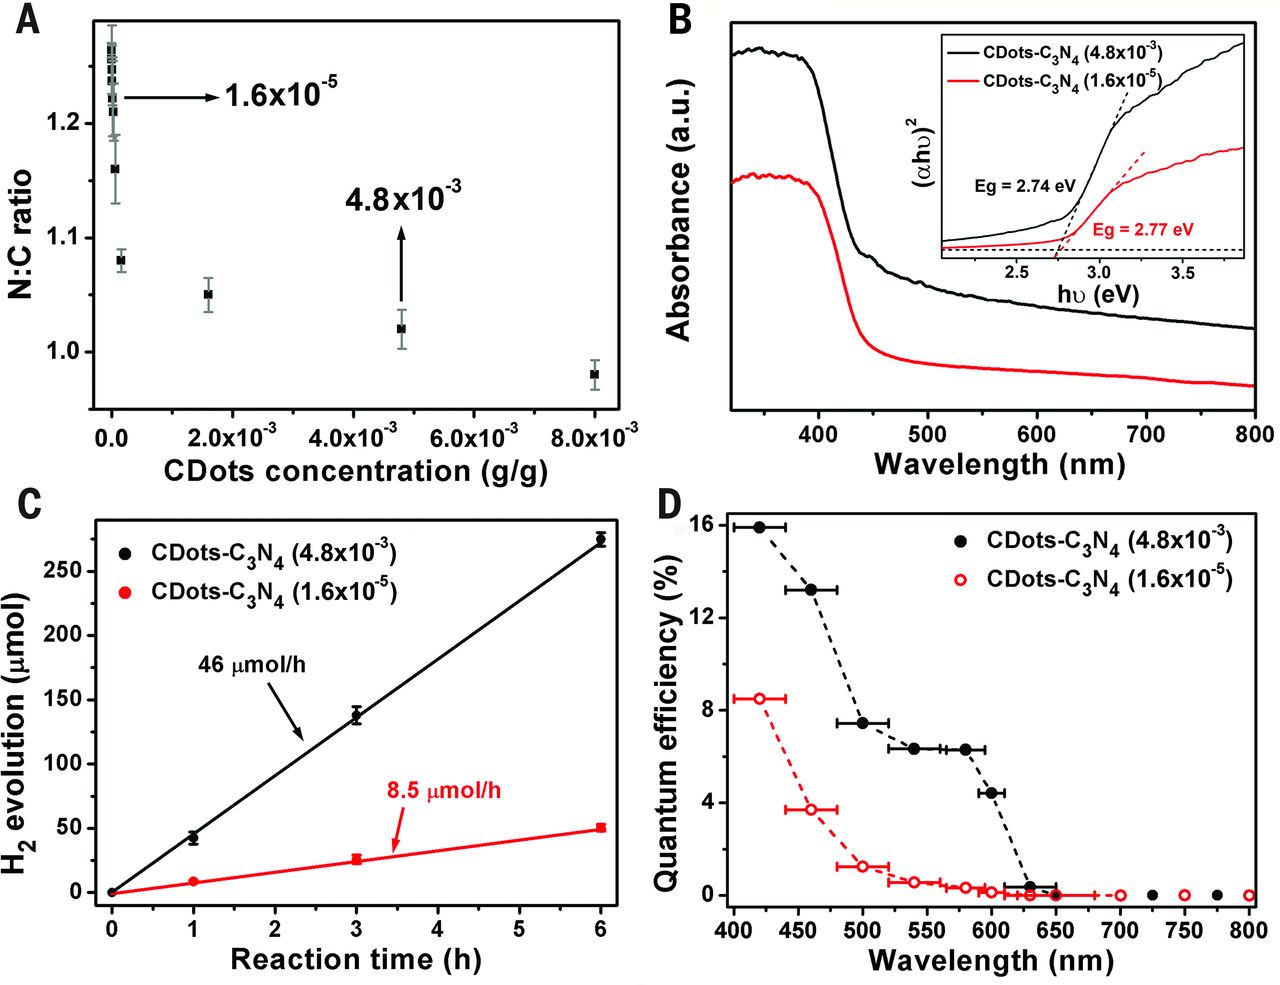 A
1.6x10⁻⁵
4.8x10⁻³
1.2
1.1
1.0
N:C ratio
0.0 2.0x10⁻³ 4.0x10⁻³ 6.0x10⁻³ 8.0x10⁻³
CDots concentration (g/g)
B
CDots-C₃N₄ (4.8x10⁻³)
CDots-C₃N₄ (1.6x10⁻⁵)
(αhυ)²
Eg = 2.74 eV
Eg = 2.77 eV
2.5 3.0 3.5
hυ (eV)
Absorbance (a.u.)
400 500 600 700 800
Wavelength (nm)
C
CDots-C₃N₄ (4.8x10⁻³)
CDots-C₃N₄ (1.6x10⁻⁵)
46 μmol/h
8.5 μmol/h
250
200
150
100
50
0
H₂ evolution (μmol)
0 1 2 3 4 5 6
Reaction time (h)
D
CDots-C₃N₄ (4.8x10⁻³)
CDots-C₃N₄ (1.6x10⁻⁵)
16
12
8
4
0
Quantum efficiency (%)
400 450 500 550 600 650 700 750 800
Wavelength (nm)